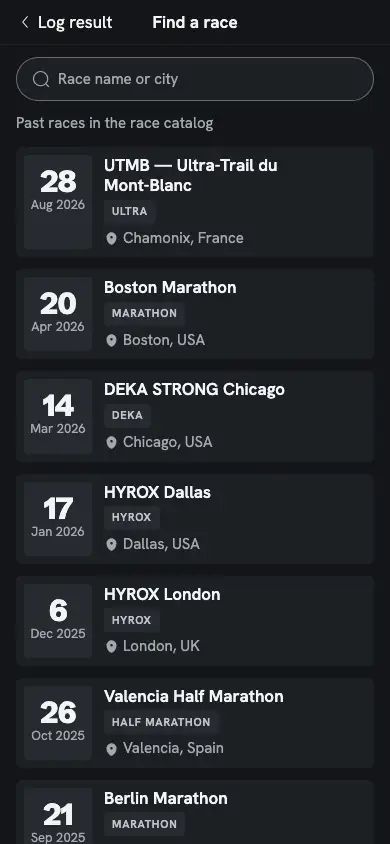 Log result
Find a race
Race name or city
Past races in the race catalog
28
Aug 2026
UTMB — Ultra-Trail du
Mont-Blanc
ULTRA
Chamonix, France
20
Apr 2026
Boston Marathon
MARATHON
Boston, USA
14
Mar 2026
DEKA STRONG Chicago
DEKA
Chicago, USA
17
Jan 2026
HYROX Dallas
HYROX
Dallas, USA
6
Dec 2025
HYROX London
HYROX
London, UK
26
Oct 2025
Valencia Half Marathon
HALF MARATHON
Valencia, Spain
21
Sep 2025
Berlin Marathon
MARATHON